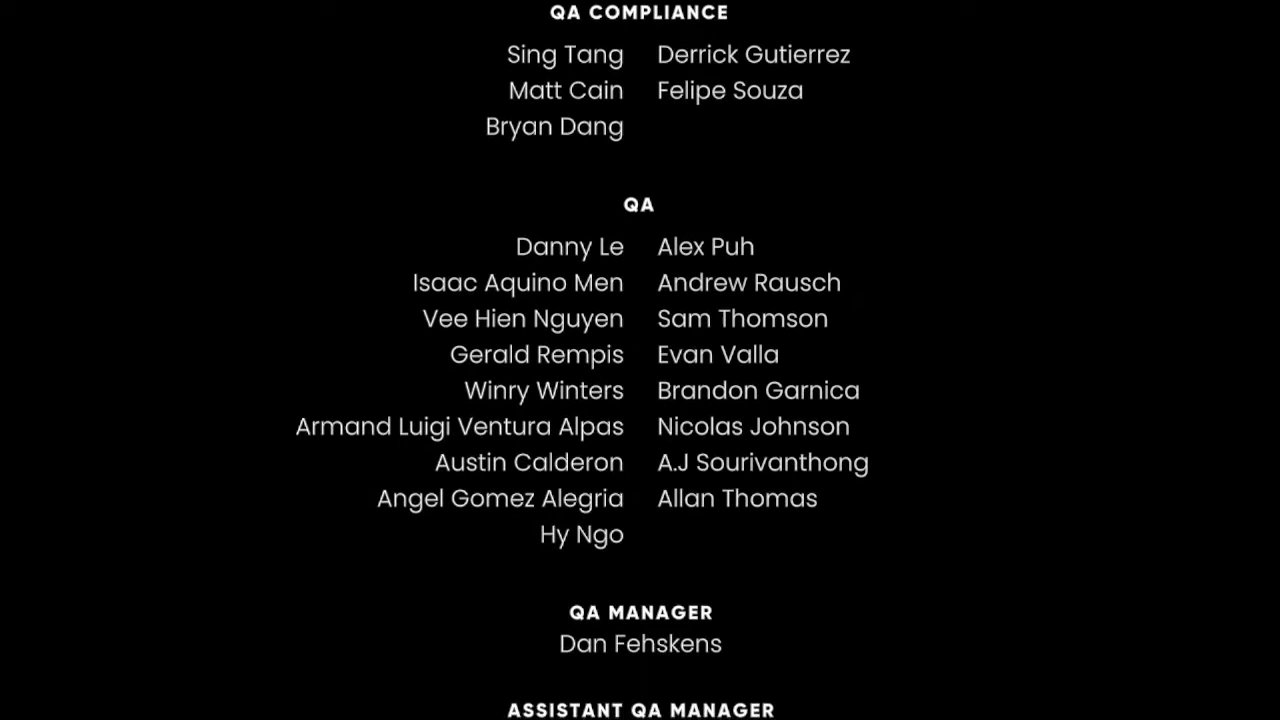 QA COMPLIANCE
Sing Tang Derrick Gutierrez
Matt Cain Felipe Souza
Bryan Dang
QA
Danny Le Alex Puh
Isaac Aquino Men Andrew Rausch
Vee Hien Nguyen Sam Thomson
Gerald Rempis Evan Valla
Winry Winters Brandon Garnica
Armand Luigi Ventura Alpas Nicolas Johnson
Austin Calderon A.J Sourivanthong
Angel Gomez Alegria Allan Thomas
Hy Ngo
QA MANAGER
Dan Fehskens
ASSISTANT QA MANAGER